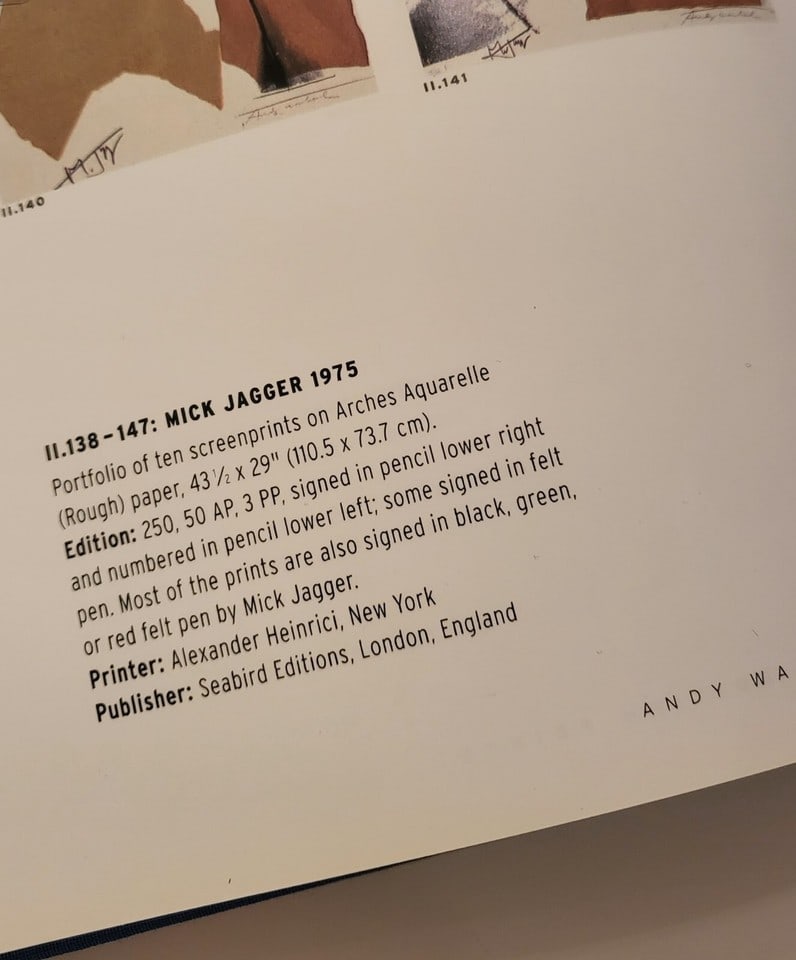 II.140
II.141
II.138–147: MICK JAGGER 1975
Portfolio of ten screenprints on Arches Aquarelle
(Rough) paper, 43½ x 29" (110.5 x 73.7 cm).
Edition: 250, 50 AP, 3 PP, signed in pencil lower right
and numbered in pencil lower left; some signed in felt
pen. Most of the prints are also signed in black, green,
or red felt pen by Mick Jagger.
Printer: Alexander Heinrici, New York
Publisher: Seabird Editions, London, England
ANDY WA